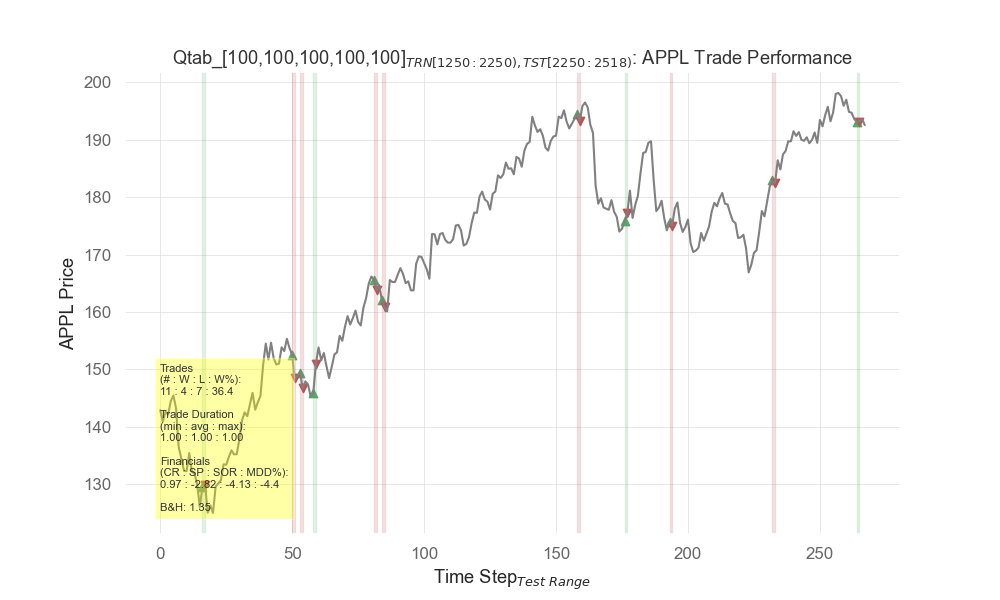 Qtab_[100,100,100,100,100]TRN[1250:2250),TST[2250:2518): APPL Trade Performance
200
190
180
170
160
150
140
130
APPL Price
Trades
(# : W : L : W%):
11 : 4 : 7 : 36.4
Trade Duration
(min : avg : max):
1.00 : 1.00 : 1.00
Financials
(CR : SP : SOR : MDD%):
0.97 : -2.82 : -4.13 : -4.4
B&H: 1.35
0 50 100 150 200 250
Time StepTest Range